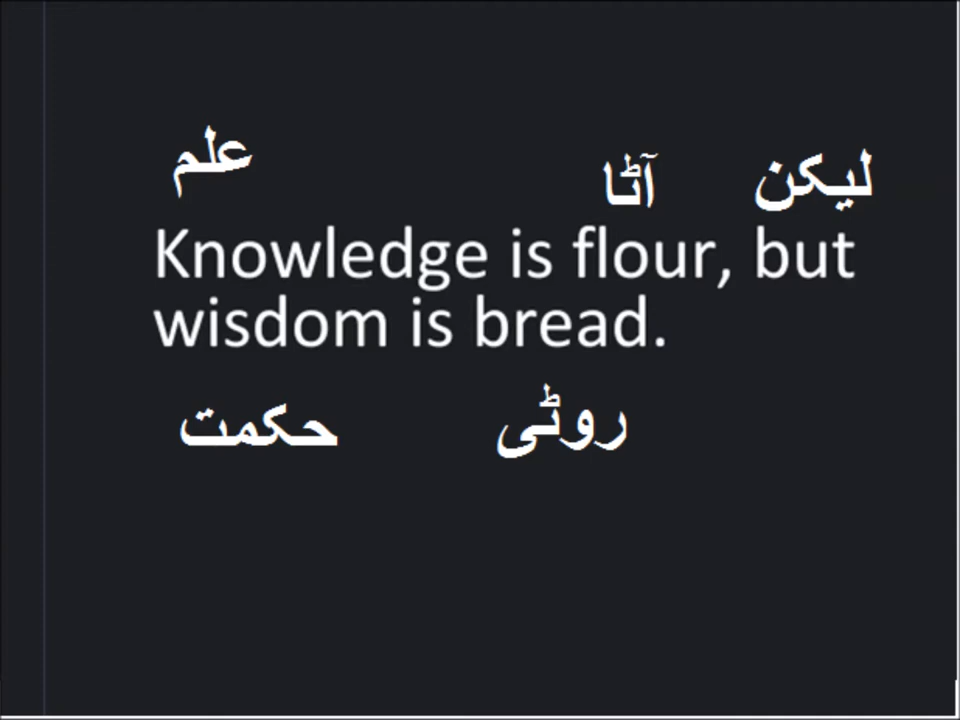 علم
آٹا
لیکن
Knowledge is flour, but
wisdom is bread.
حکمت
روٹی